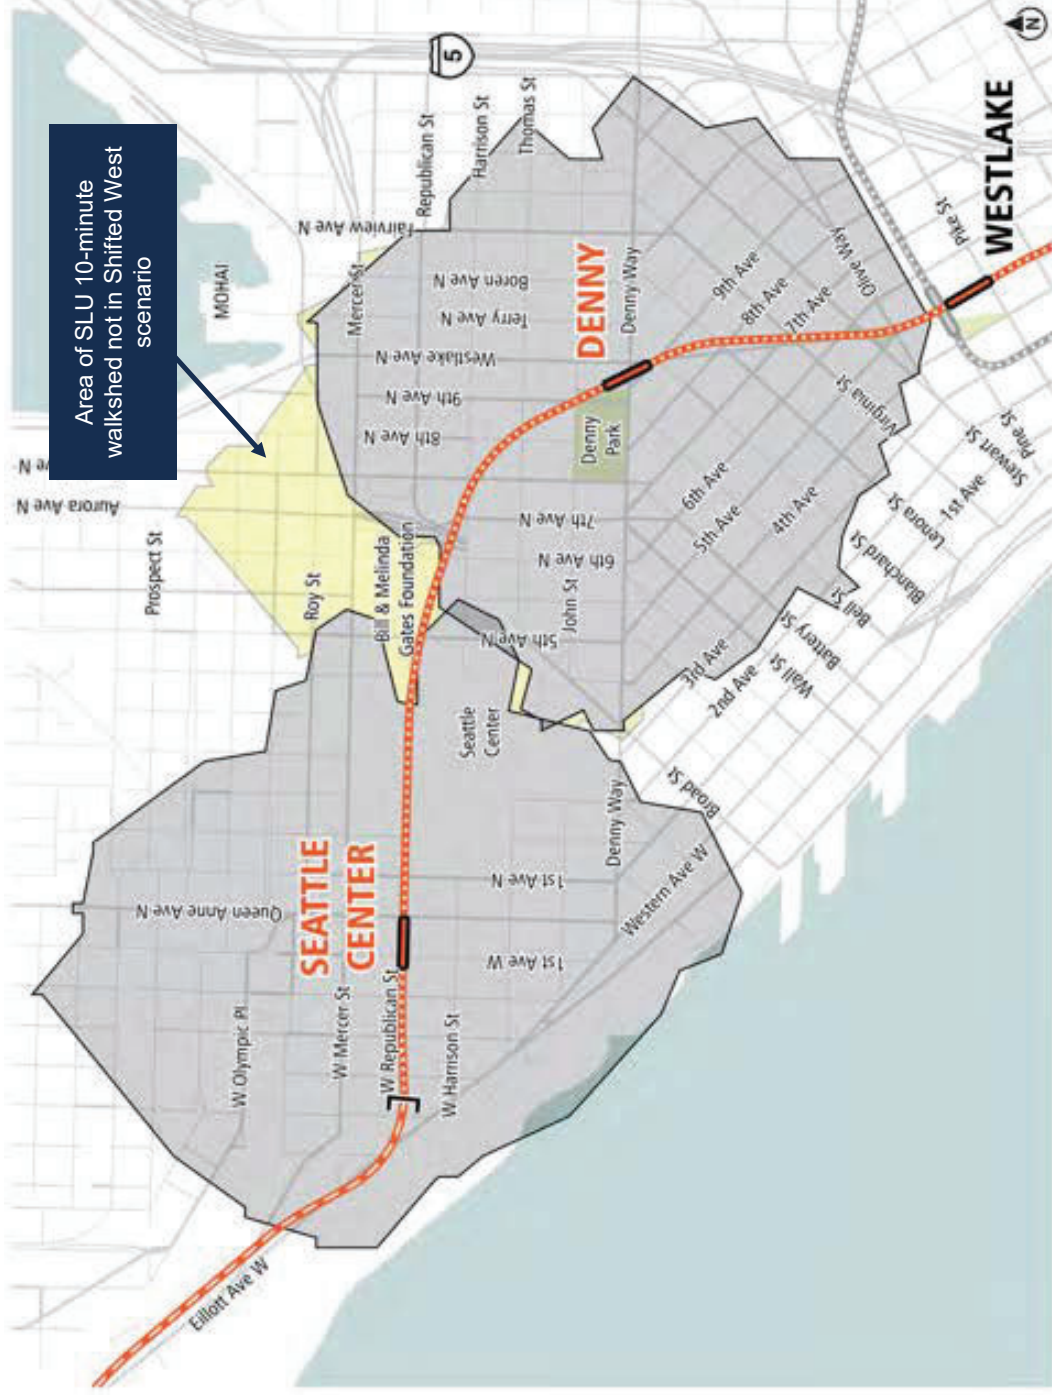 Area of SLU 10-minute
walkshed not in Shifted West
scenario
5
N
ve N
Aurora Ave N
Prospect St
MOHAI
Roy St
Mercer St
Fairview Ave N
Republican St
Harrison St
Thomas St
Bill & Melinda
Gates Foundation
Boren Ave N
Terry Ave N
Westlake Ave N
9th Ave N
8th Ave N
7th Ave N
6th Ave N
5th Ave N
John St
DENNY
Denny Way
Denny
Park
9th Ave
8th Ave
7th Ave
6th Ave
5th Ave
4th Ave
3rd Ave
2nd Ave
1st Ave
Olive Way
Virginia St
Pike St
Pine St
Stewart St
Lenora St
Blanchard St
Bell St
Battery St
Wall St
Broad St
WESTLAKE
Seattle
Center
SEATTLE
CENTER
Queen Anne Ave N
1st Ave N
1st Ave W
Denny Way
Western Ave W
W Olympic Pl
W Mercer St
W Republican St
W Harrison St
Eillott Ave W